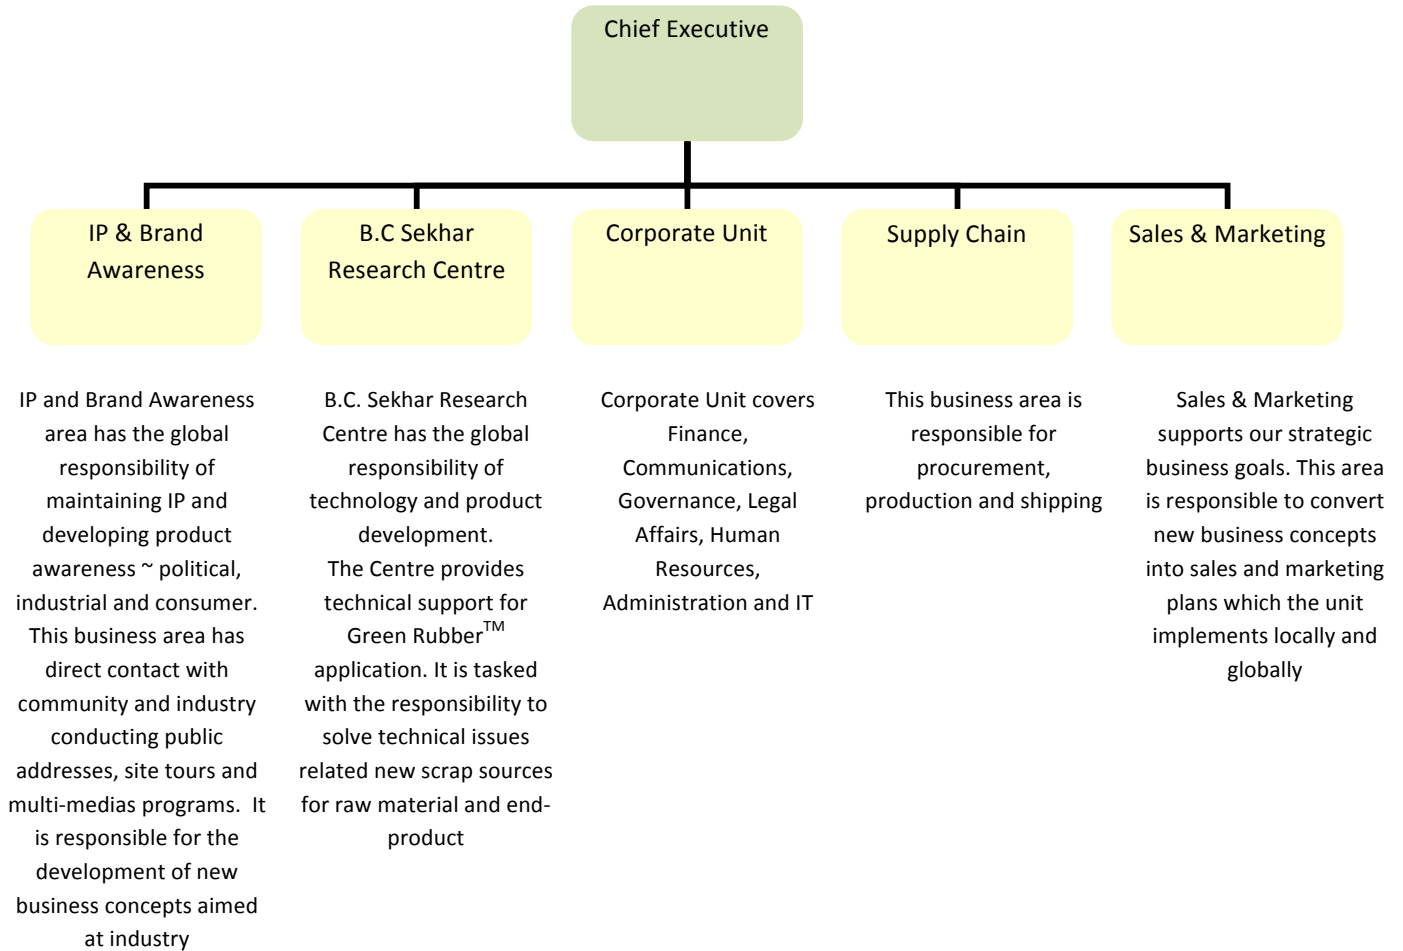 Chief Executive
IP & Brand
Awareness
B.C Sekhar
Research Centre
Corporate Unit
Supply Chain
Sales & Marketing
IP and Brand Awareness
area has the global
responsibility of
maintaining IP and
developing product
awareness ~ political,
industrial and consumer.
This business area has
direct contact with
community and industry
conducting public
addresses, site tours and
multi-medias programs.  It
is responsible for the
development of new
business concepts aimed
at industry
B.C. Sekhar Research
Centre has the global
responsibility of
technology and product
development.
The Centre provides
technical support for
Green Rubber™
application. It is tasked
with the responsibility to
solve technical issues
related new scrap sources
for raw material and end-
product
Corporate Unit covers
Finance,
Communications,
Governance, Legal
Affairs, Human
Resources,
Administration and IT
This business area is
responsible for
procurement,
production and shipping
Sales & Marketing
supports our strategic
business goals. This area
is responsible to convert
new business concepts
into sales and marketing
plans which the unit
implements locally and
globally